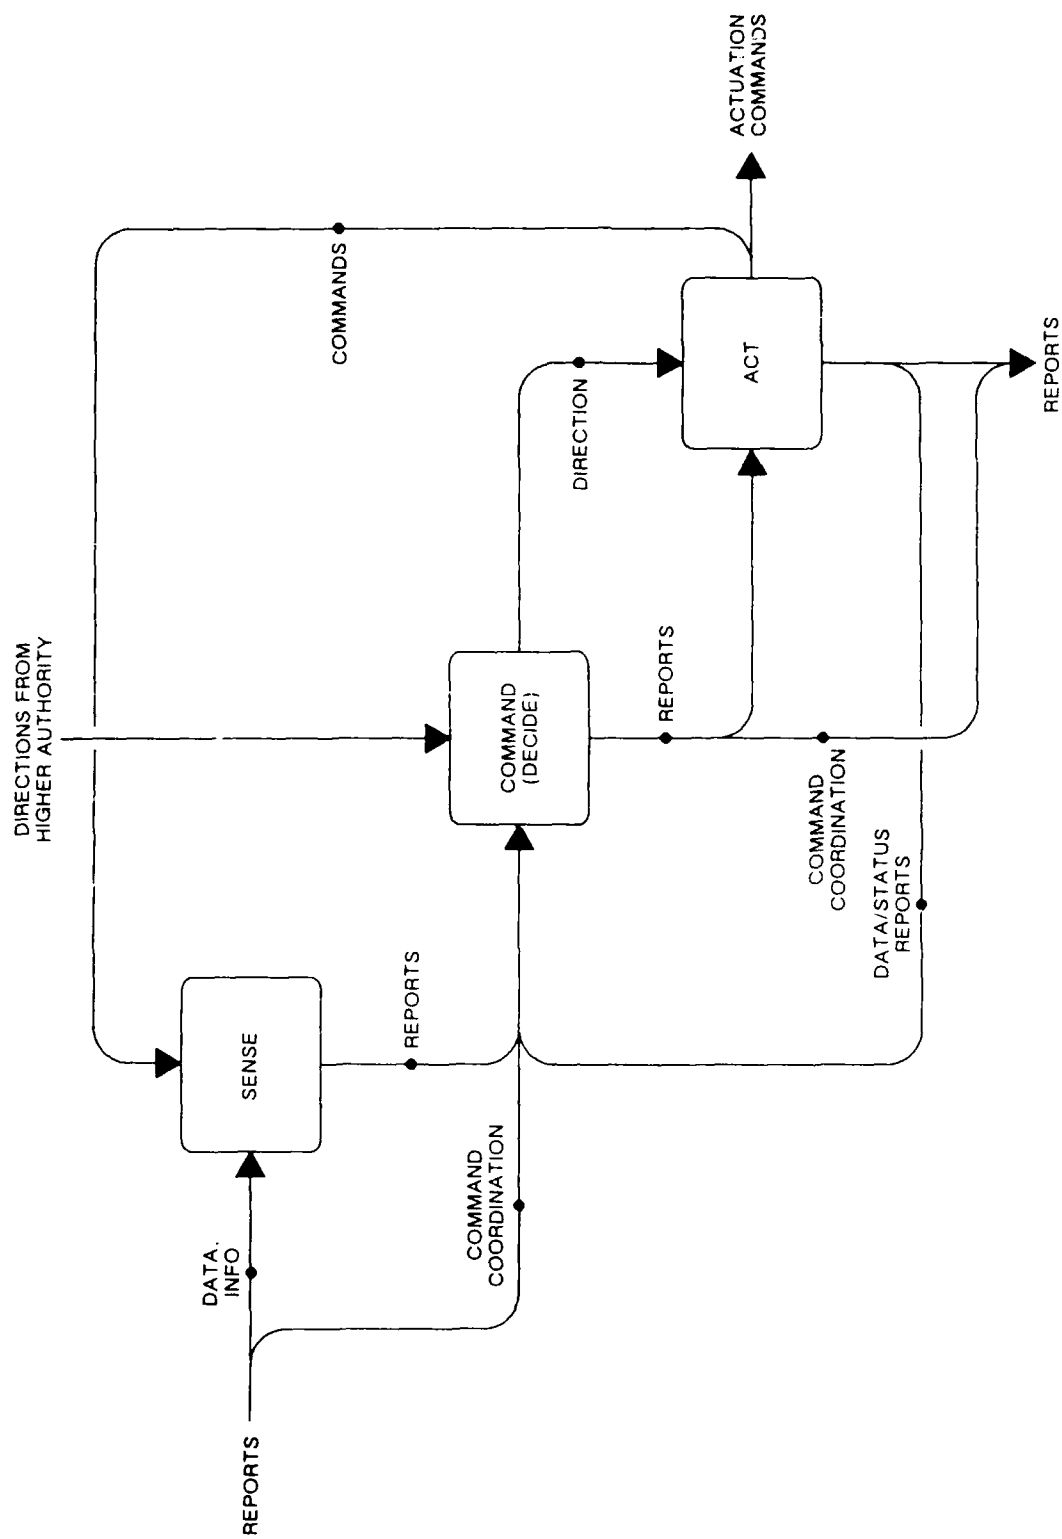 DIRECTIONS FROM
HIGHER AUTHORITY
COMMANDS
REPORTS
DATA.
INFO
SENSE
REPORTS
COMMAND
COORDINATION
COMMAND
(DECIDE)
DIRECTION
REPORTS
ACT
ACTUATION
COMMANDS
COMMAND
COORDINATION
DATA/STATUS
REPORTS
REPORTS